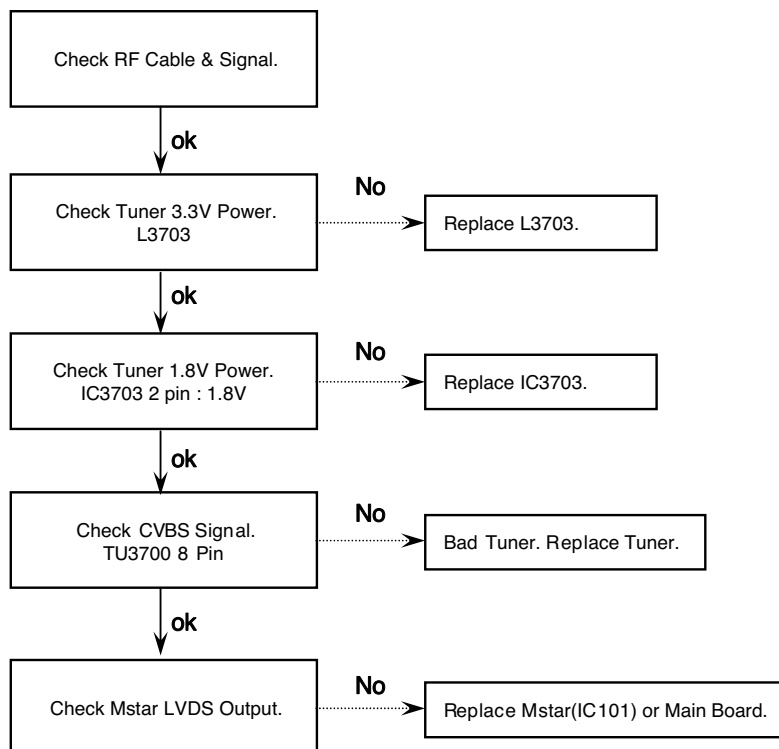 Check RF Cable & Signal.
ok
Check Tuner 3.3V Power.
L3703
No
Replace L3703.
ok
Check Tuner 1.8V Power.
IC3703 2 pin : 1.8V
No
Replace IC3703.
ok
Check CVBS Signal.
TU3700 8 Pin
No
Bad Tuner. Replace Tuner.
ok
Check Mstar LVDS Output.
No
Replace Mstar(IC101) or Main Board.